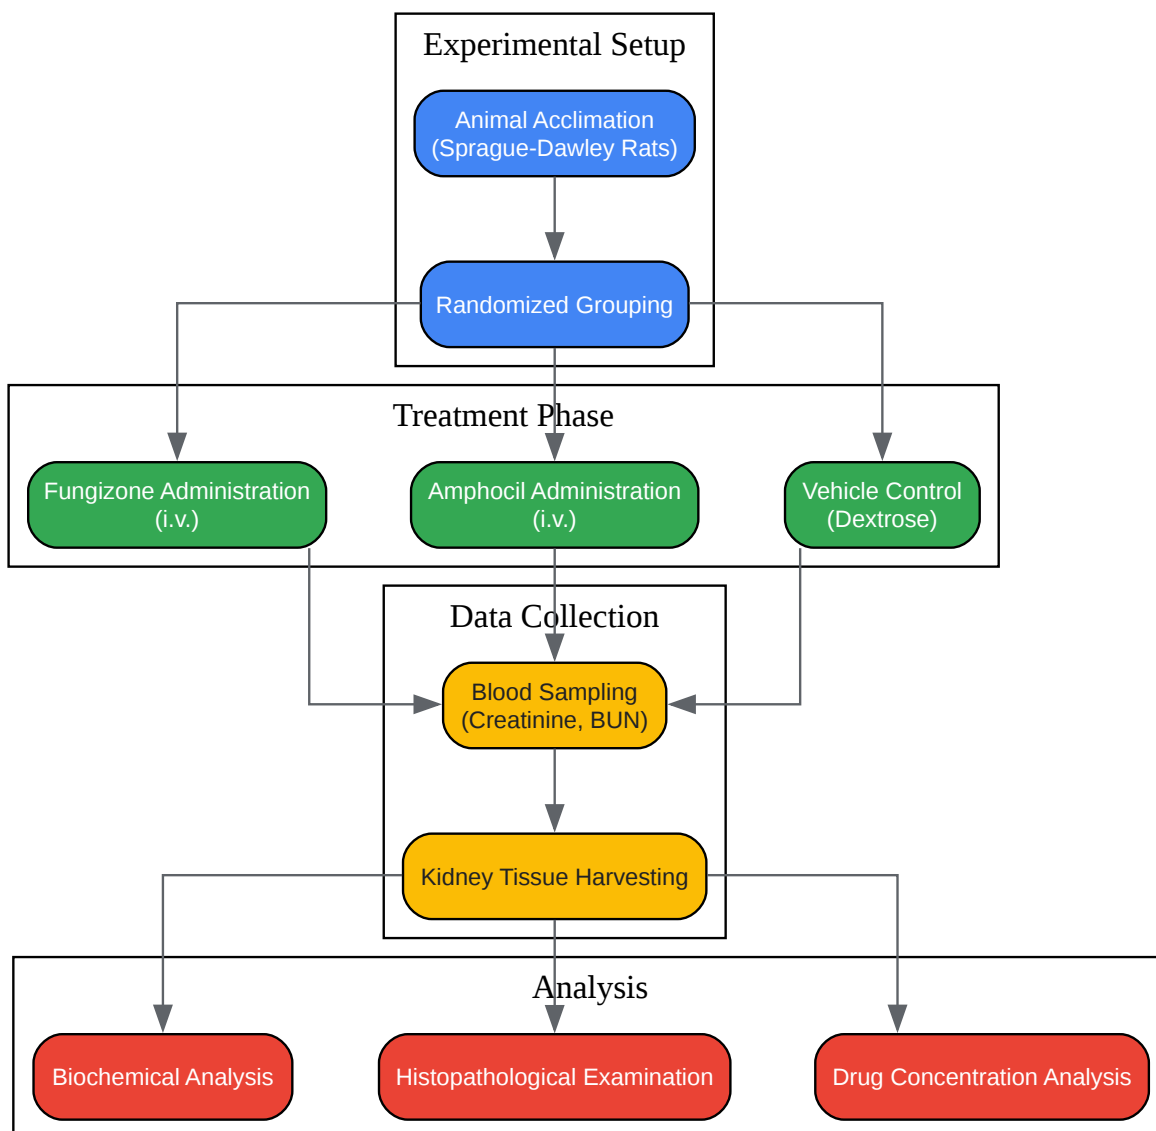 Experimental Setup
Animal Acclimation
(Sprague-Dawley Rats)
Randomized Grouping
Treatment Phase
Fungizone Administration
(i.v.)
Amphocil Administration
(i.v.)
Vehicle Control
(Dextrose)
Data Collection
Blood Sampling
(Creatinine, BUN)
Kidney Tissue Harvesting
Analysis
Biochemical Analysis
Histopathological Examination
Drug Concentration Analysis